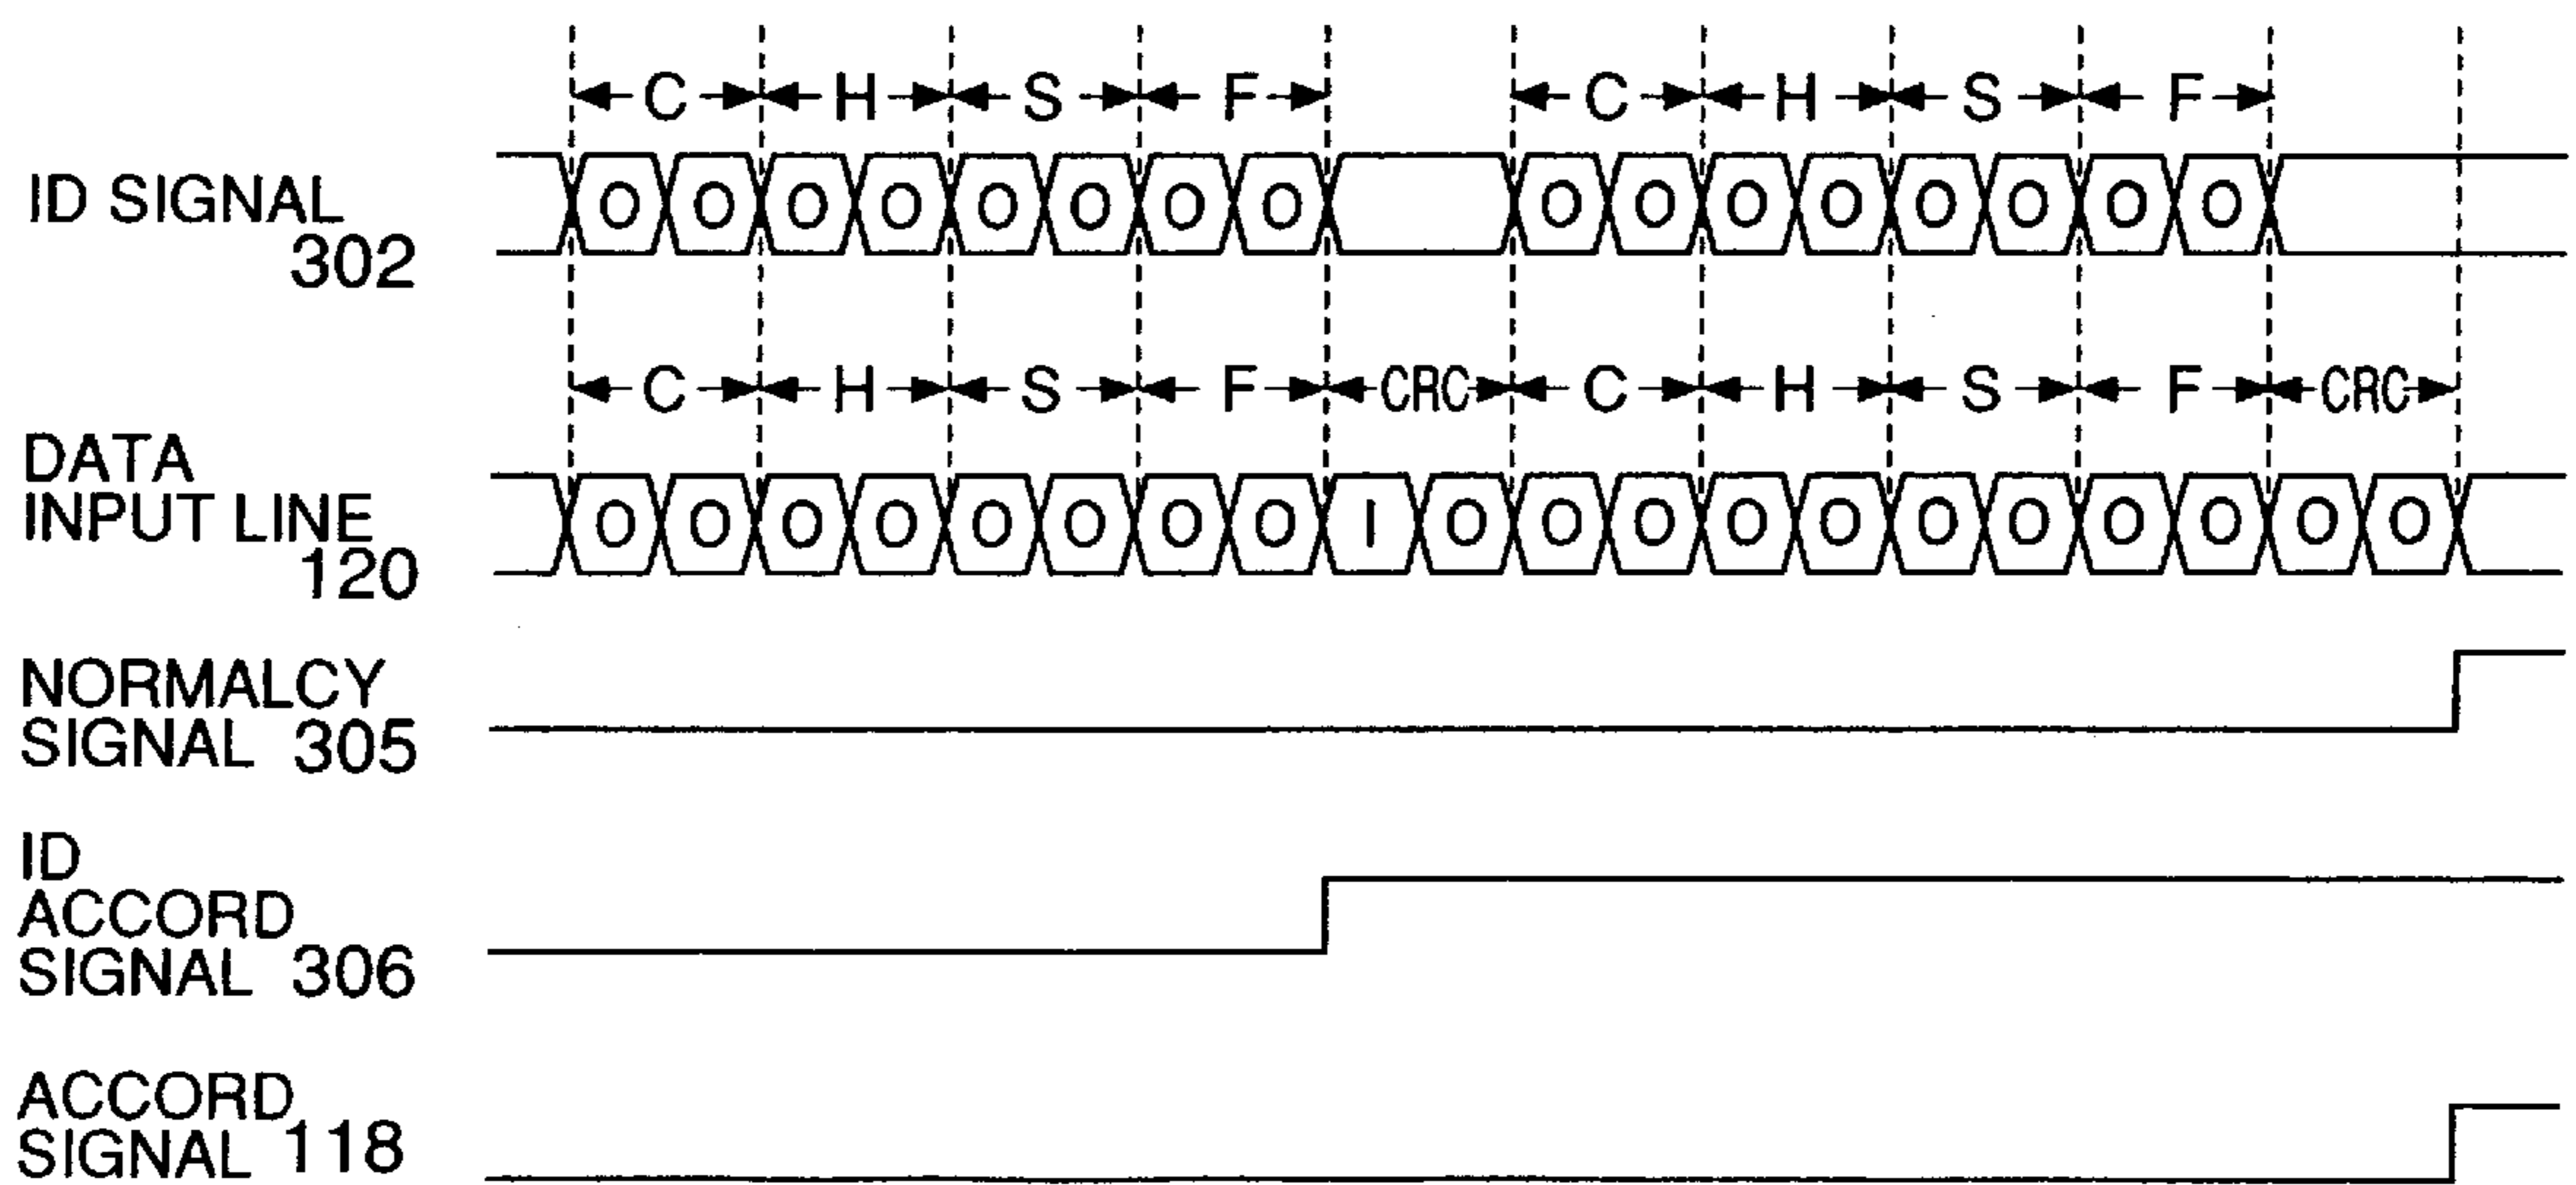 C H S F C H S F
ID SIGNAL
302
O O O O O O O O O O O O O O O O
C H S F CRC C H S F CRC
DATA
INPUT LINE
120
O O O O O O O O I O O O O O O O O O O O
NORMALCY
SIGNAL 305
ID
ACCORD
SIGNAL 306
ACCORD
SIGNAL 118